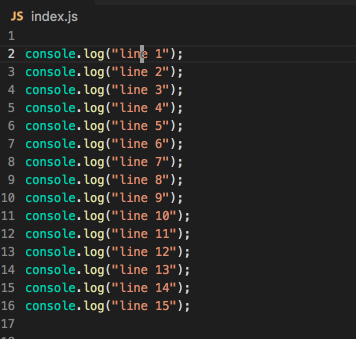 JS index.js
1
2 console.log("line 1");
3 console.log("line 2");
4 console.log("line 3");
5 console.log("line 4");
6 console.log("line 5");
7 console.log("line 6");
8 console.log("line 7");
9 console.log("line 8");
10 console.log("line 9");
11 console.log("line 10");
12 console.log("line 11");
13 console.log("line 12");
14 console.log("line 13");
15 console.log("line 14");
16 console.log("line 15");
17
18